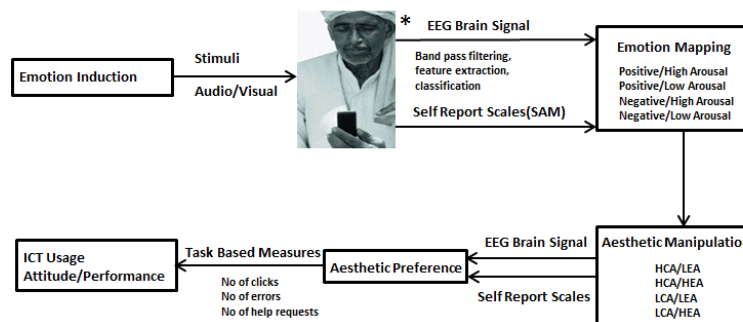 *
EEG Brain Signal
Emotion Induction
Stimuli
Audio/Visual
Band pass filtering,
feature extraction,
classification
Self Report Scales(SAM)
Emotion Mapping
Positive/High Arousal
Positive/Low Arousal
Negative/High Arousal
Negative/Low Arousal
ICT Usage
Attitude/Performance
Task Based Measures
No of clicks
No of errors
No of help requests
Aesthetic Preference
EEG Brain Signal
Self Report Scales
Aesthetic Manipulation
HCA/LEA
HCA/HEA
LCA/LEA
LCA/HEA